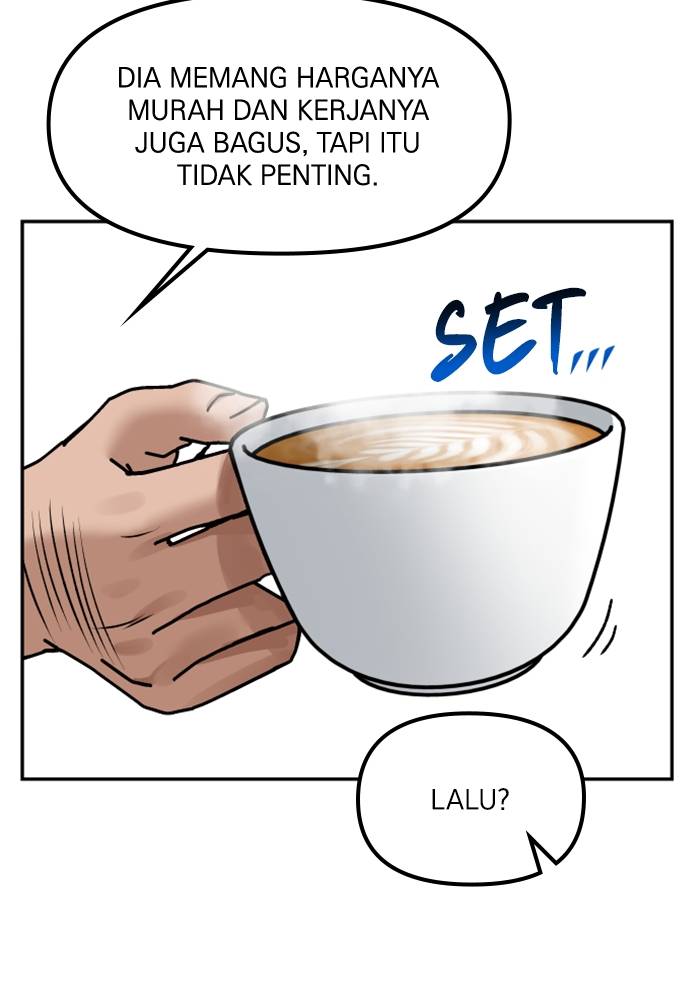 DIA MEMANG HARGANYA
MURAH DAN KERJANYA
JUGA BAGUS, TAPI ITU
TIDAK PENTING.
SET...
LALU?